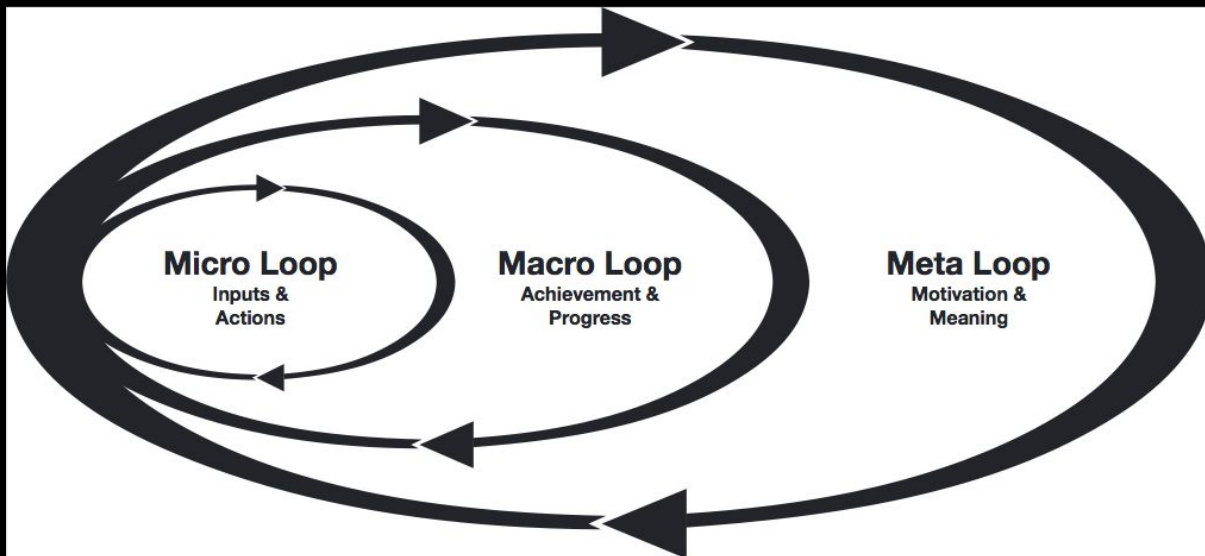 Micro Loop
Inputs &
Actions
Macro Loop
Achievement &
Progress
Meta Loop
Motivation &
Meaning